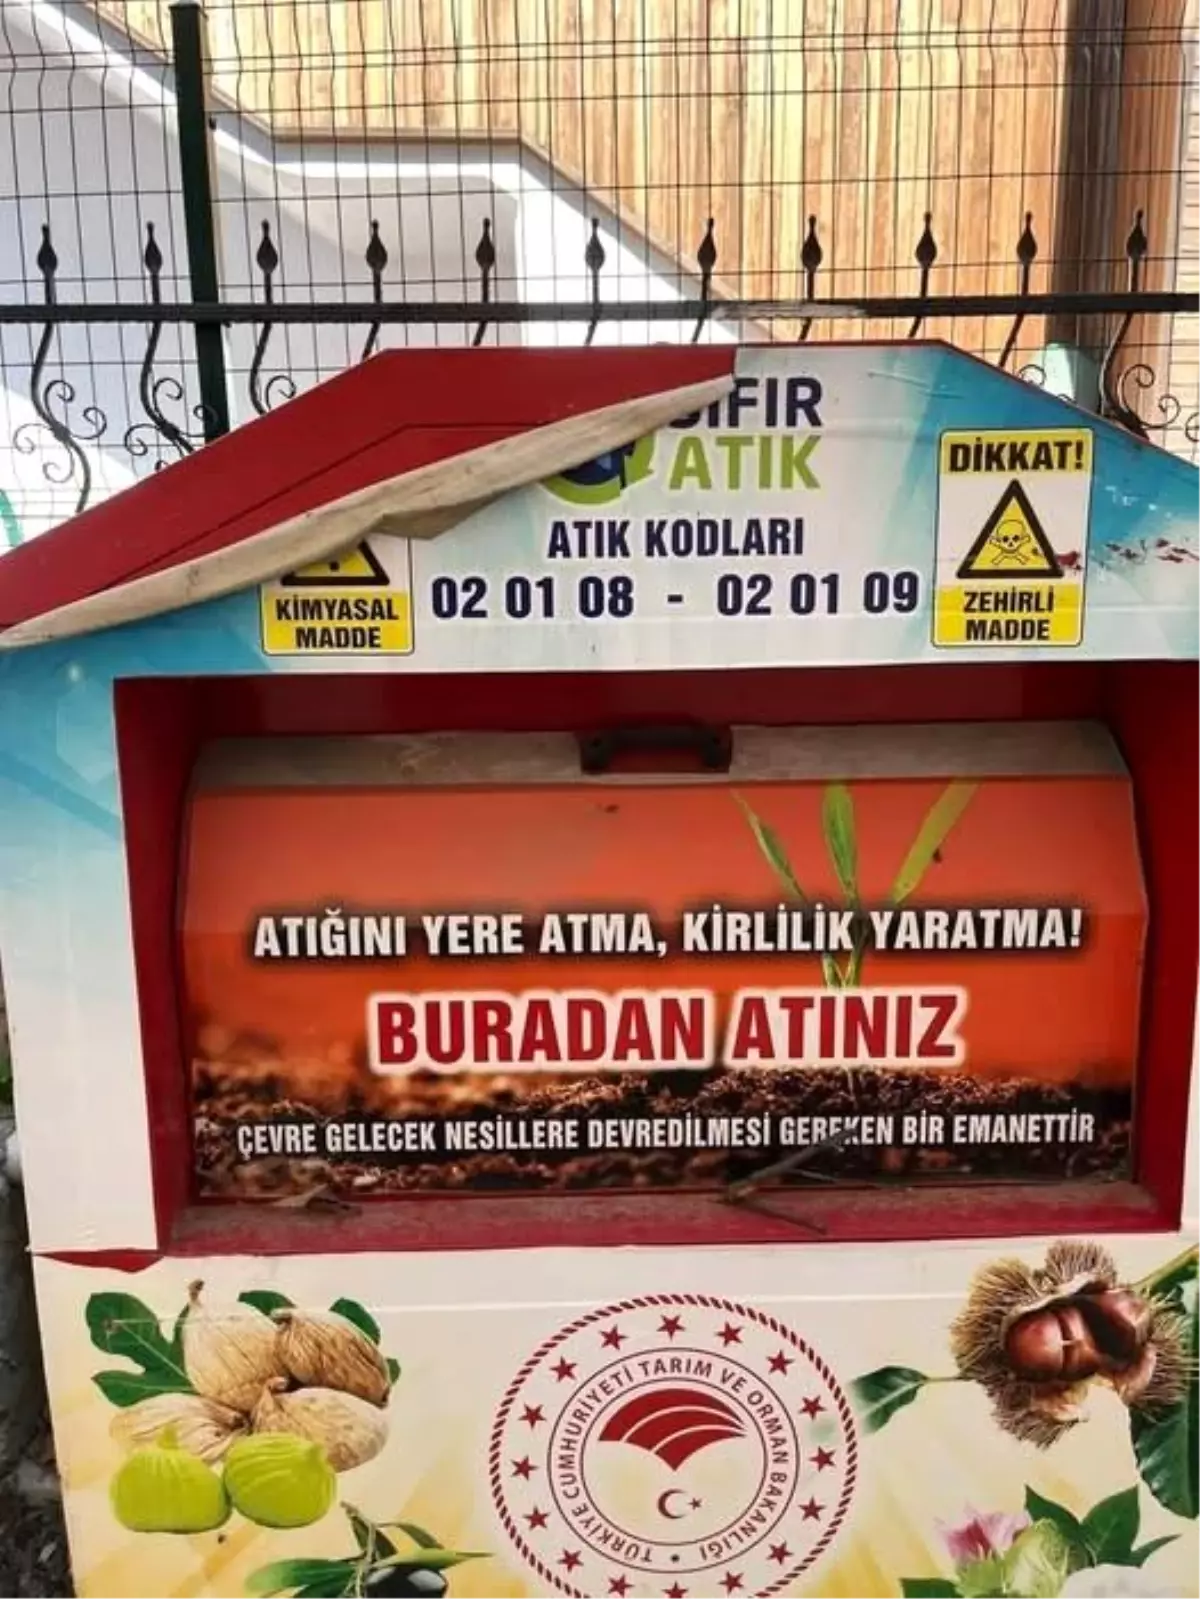 SIFIR
ATIK
DİKKAT!
ATIK KODLARI
02 01 08 - 02 01 09
KİMYASAL
MADDE
ZEHİRLİ
MADDE
ATIĞINI YERE ATMA, KİRLİLİK YARATMA!
BURADAN ATINIZ
ÇEVRE GELECEK NESİLLERE DEVREDİLMESİ GEREKEN BİR EMANETTİR
TÜRKİYE CUMHURİYETİ TARIM VE ORMAN BAKANLIĞI